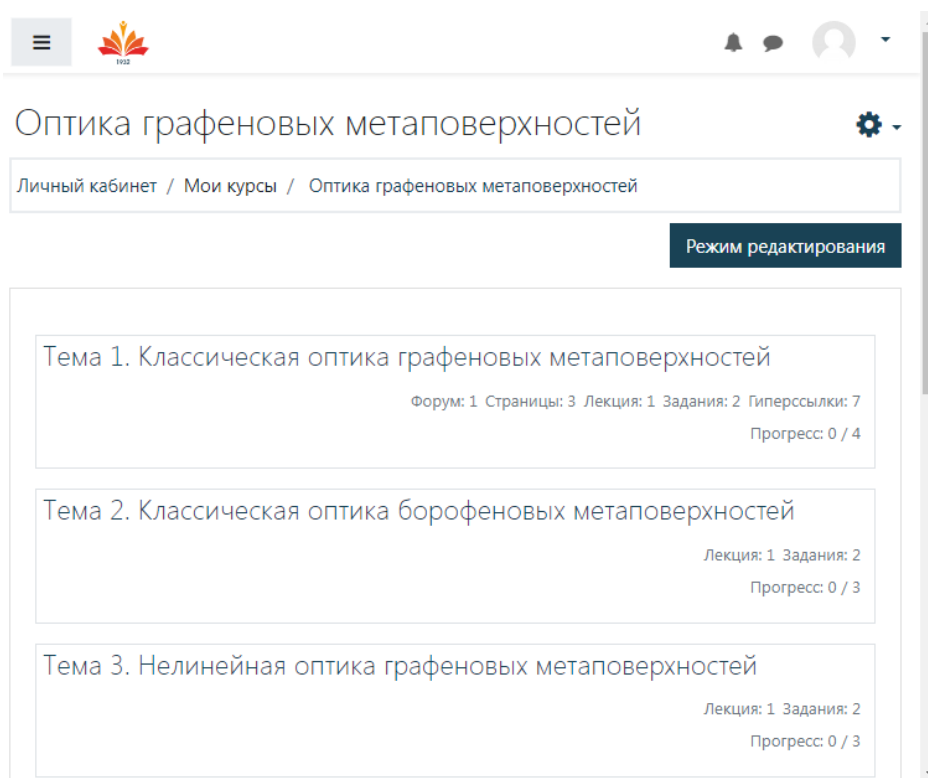 1932
Оптика графеновых метаповерхностей
Личный кабинет / Мои курсы / Оптика графеновых метаповерхностей
Режим редактирования
Тема 1. Классическая оптика графеновых метаповерхностей
Форум: 1 Страницы: 3 Лекция: 1 Задания: 2 Гиперссылки: 7
Прогресс: 0 / 4
Тема 2. Классическая оптика борофеновых метаповерхностей
Лекция: 1 Задания: 2
Прогресс: 0 / 3
Тема 3. Нелинейная оптика графеновых метаповерхностей
Лекция: 1 Задания: 2
Прогресс: 0 / 3